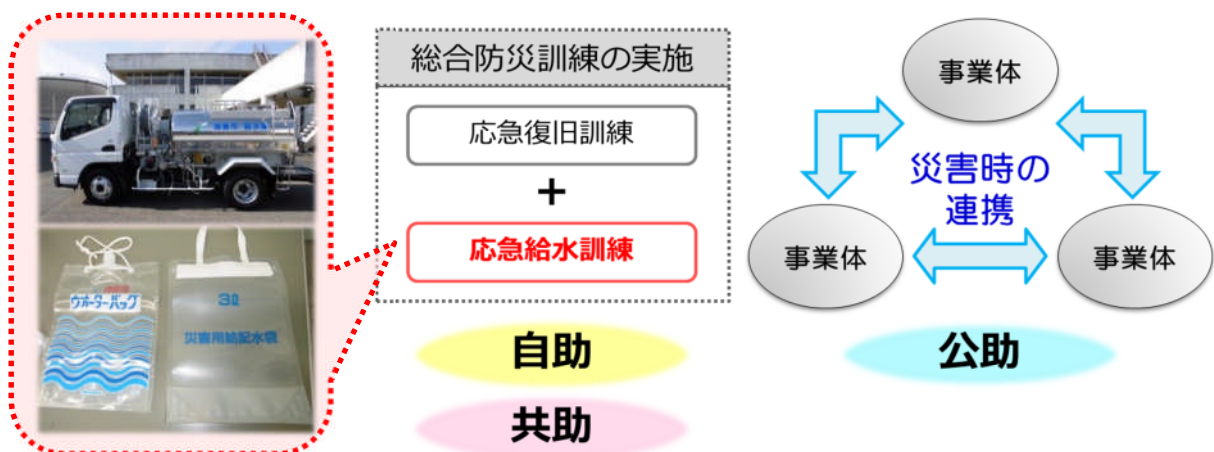 ウォーターバッグ
3ℓ
災害用給配水袋
総合防災訓練の実施
応急復旧訓練
+
応急給水訓練
自助
共助
事業体
災害時の
連携
事業体
事業体
公助